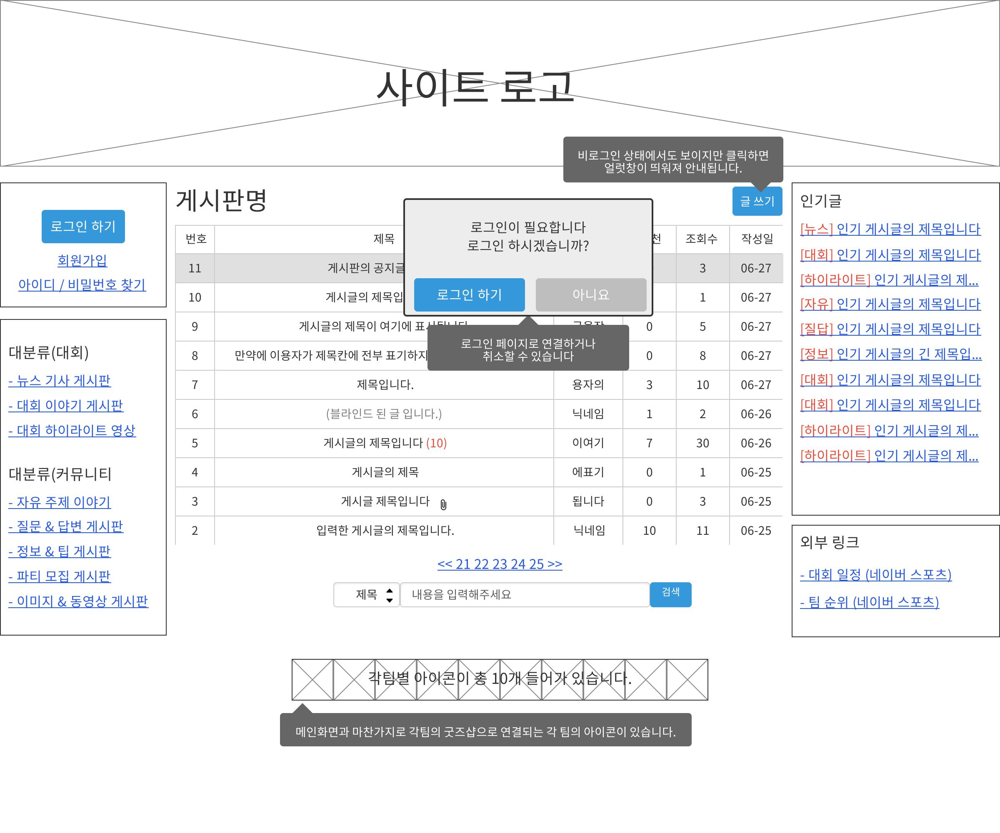 사이트 로고
비로그인 상태에서도 보이지만 클릭하면
얼럿창이 띄워져 안내됩니다.
로그인 하기
회원가입
아이디 / 비밀번호 찾기
대분류(대회)
- 뉴스 기사 게시판
- 대회 이야기 게시판
- 대회 하이라이트 영상
대분류(커뮤니티
- 자유 주제 이야기
- 질문 & 답변 게시판
- 정보 & 팁 게시판
- 파티 모집 게시판
- 이미지 & 동영상 게시판
게시판명
글 쓰기
로그인이 필요합니다
로그인 하시겠습니까?
로그인 하기 아니요
로그인 페이지로 연결하거나
취소할 수 있습니다
번호 제목 천 조회수 작성일
11 게시판의 공지글 3 06-27
10 게시글의 제목입 1 06-27
9 게시글의 제목이 여기에 0 5 06-27
8 만약에 이용자가 제목칸에 전부 표기하지 0 8 06-27
7 제목입니다. 용자의 3 10 06-27
6 (블라인드 된 글 입니다.) 닉네임 1 2 06-26
5 게시글의 제목입니다 (10) 이여기 7 30 06-26
4 게시글의 제목 에표기 0 1 06-25
3 게시글 제목입니다 됩니다 0 3 06-25
2 입력한 게시글의 제목입니다. 닉네임 10 11 06-25
<< 21 22 23 24 25 >>
제목 내용을 입력해주세요 검색
인기글
[뉴스] 인기 게시글의 제목입니다
[대회] 인기 게시글의 제목입니다
[하이라이트] 인기 게시글의 제...
[자유] 인기 게시글의 제목입니다
[질답] 인기 게시글의 제목입니다
[정보] 인기 게시글의 긴 제목입...
[대회] 인기 게시글의 제목입니다
[대회] 인기 게시글의 제목입니다
[하이라이트] 인기 게시글의 제...
[하이라이트] 인기 게시글의 제...
외부 링크
- 대회 일정 (네이버 스포츠)
- 팀 순위 (네이버 스포츠)
각팀별 아이콘이 총 10개 들어가 있습니다.
메인화면과 마찬가지로 각팀의 굿즈샵으로 연결되는 각 팀의 아이콘이 있습니다.